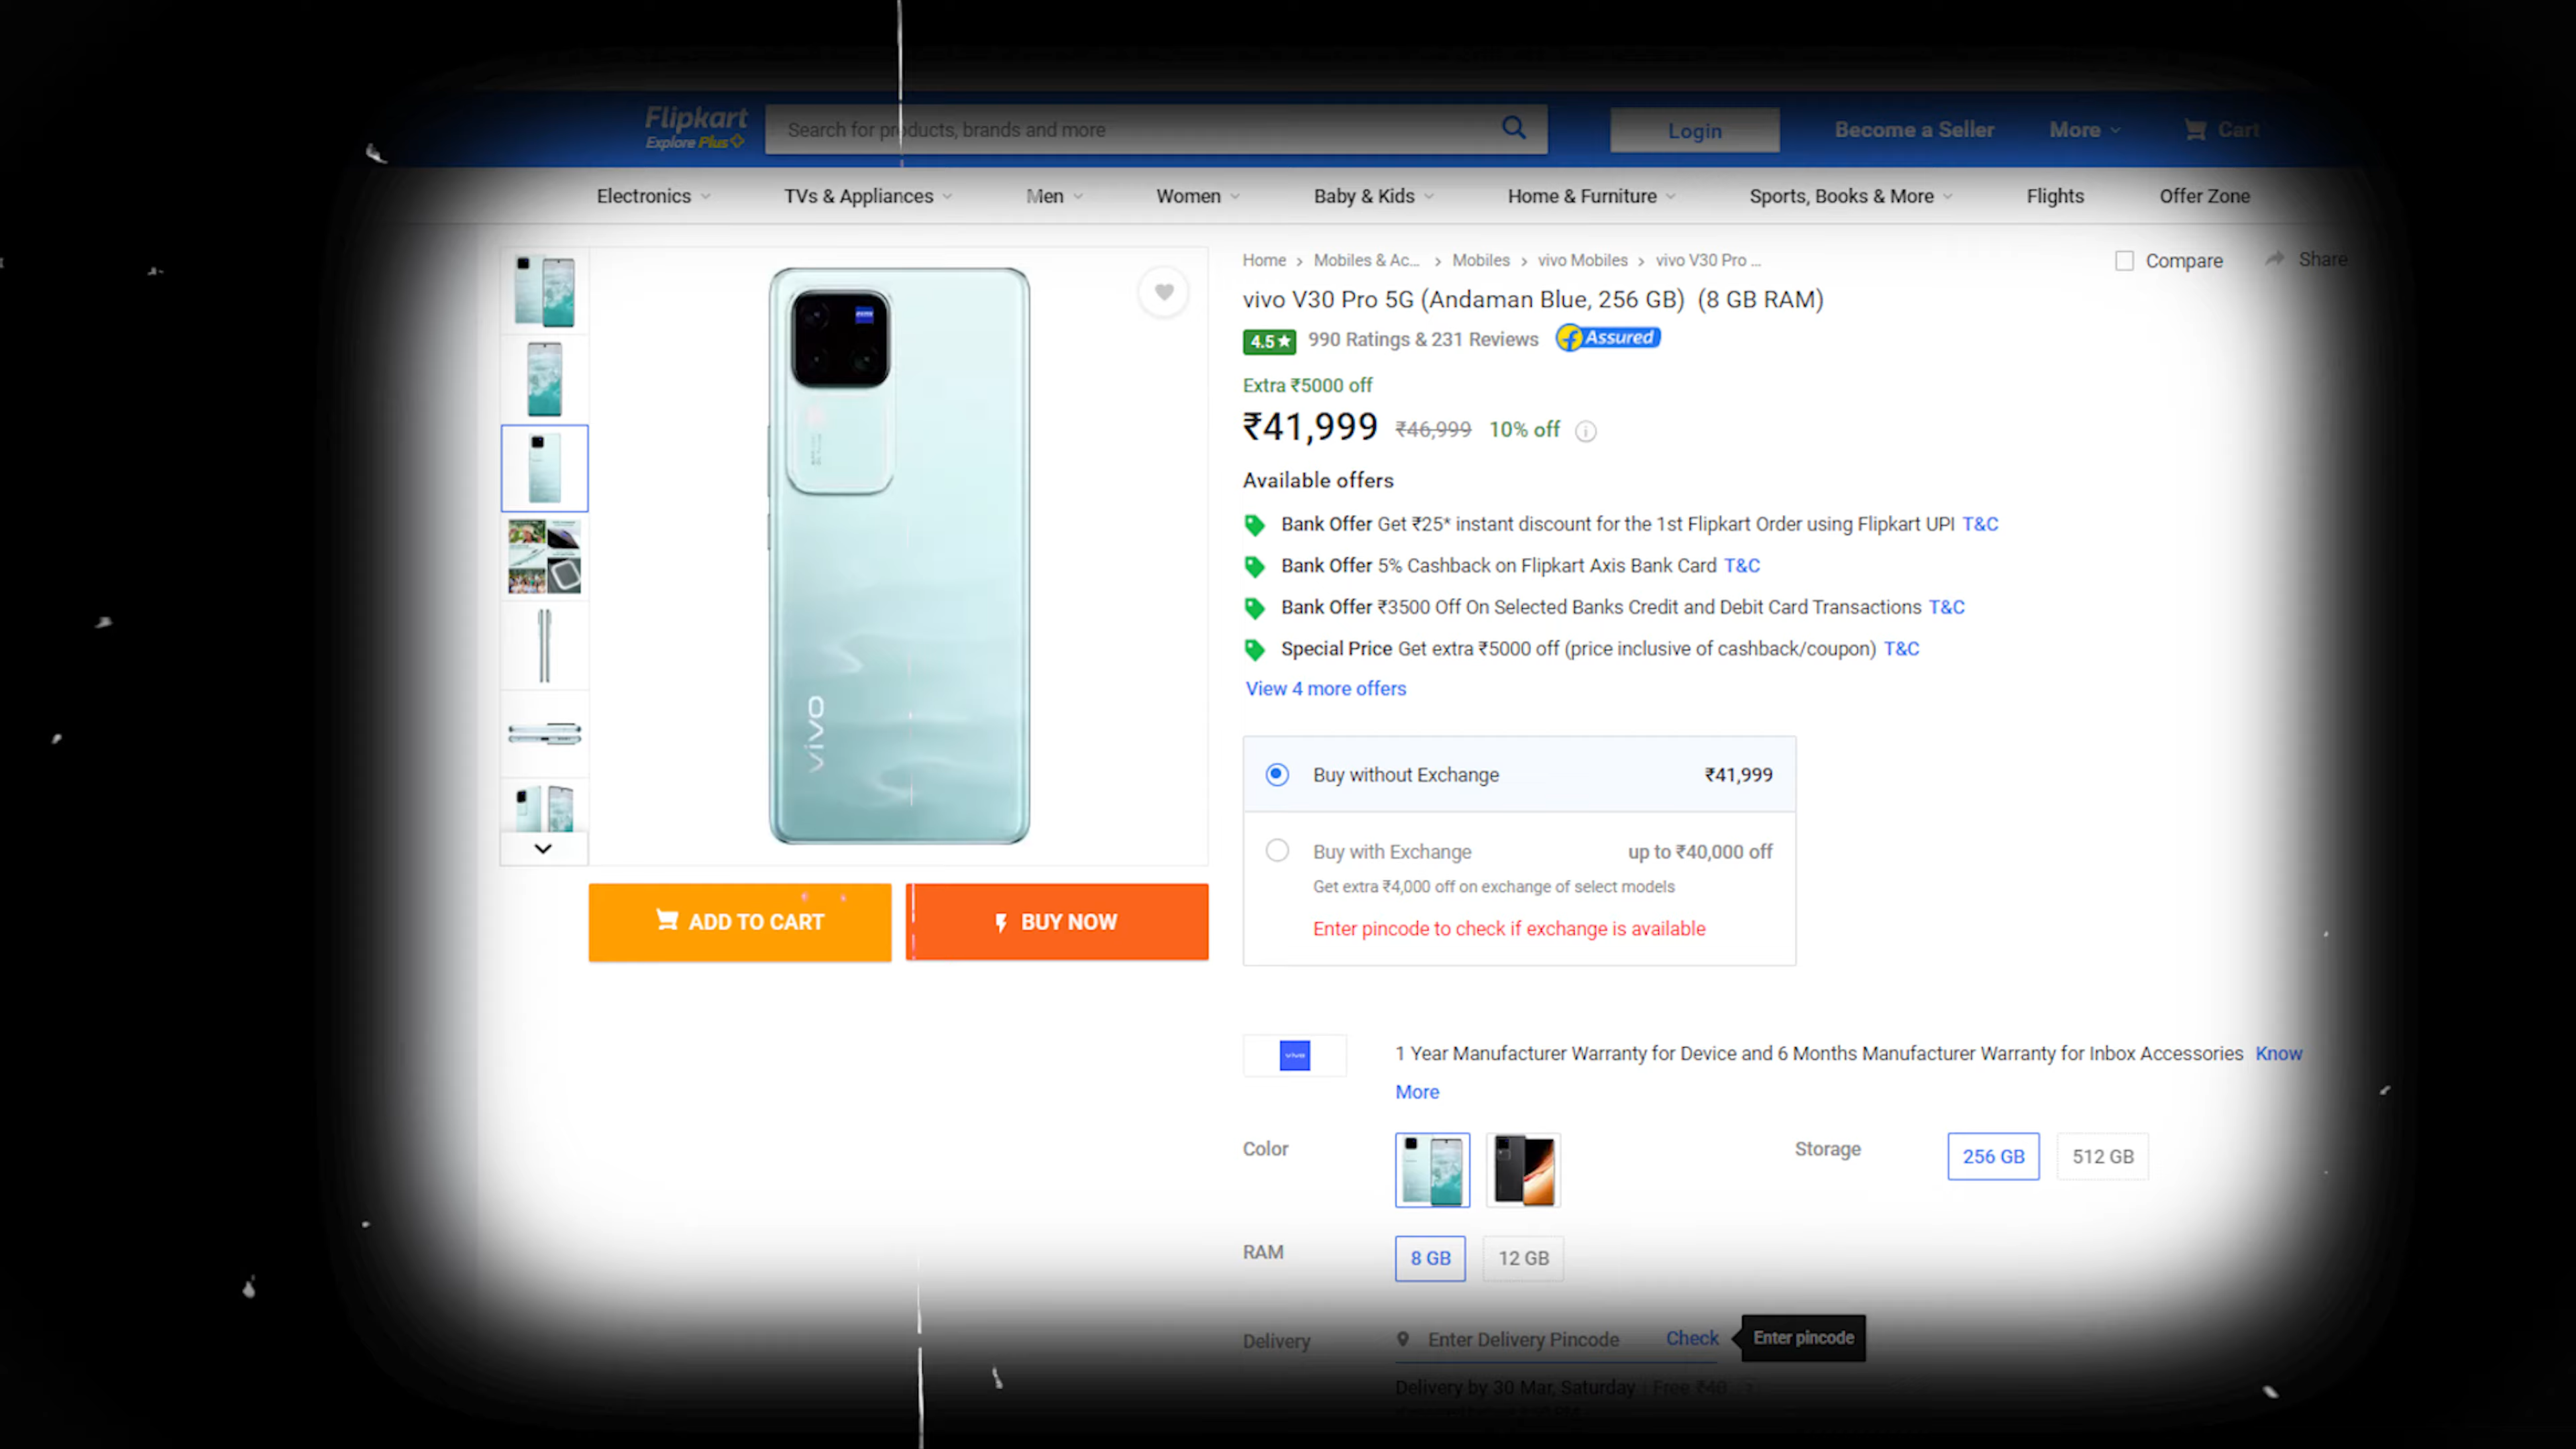 Flipkart
Explore Plus
Search for products, brands and more
Login
Become a Seller
More
Cart
Electronics
TVs & Appliances
Men
Women
Baby & Kids
Home & Furniture
Sports, Books & More
Flights
Offer Zone
Home > Mobiles & Ac... > Mobiles > vivo Mobiles > vivo V30 Pro ...
Compare
Share
vivo V30 Pro 5G (Andaman Blue, 256 GB) (8 GB RAM)
4.5★ 990 Ratings & 231 Reviews Assured
Extra ₹5000 off
₹41,999 ₹46,999 10% off
Available offers
Bank Offer Get ₹25* instant discount for the 1st Flipkart Order using Flipkart UPI T&C
Bank Offer 5% Cashback on Flipkart Axis Bank Card T&C
Bank Offer ₹3500 Off On Selected Banks Credit and Debit Card Transactions T&C
Special Price Get extra ₹5000 off (price inclusive of cashback/coupon) T&C
View 4 more offers
vivo
Buy without Exchange ₹41,999
Buy with Exchange up to ₹40,000 off
Get extra ₹4,000 off on exchange of select models
Enter pincode to check if exchange is available
ADD TO CART
BUY NOW
vivo
1 Year Manufacturer Warranty for Device and 6 Months Manufacturer Warranty for Inbox Accessories Know
More
Color
Storage
256 GB
512 GB
RAM
8 GB
12 GB
Delivery
Enter Delivery Pincode
Check
Enter pincode
Delivery by 30 Mar, Saturday | Free ₹40